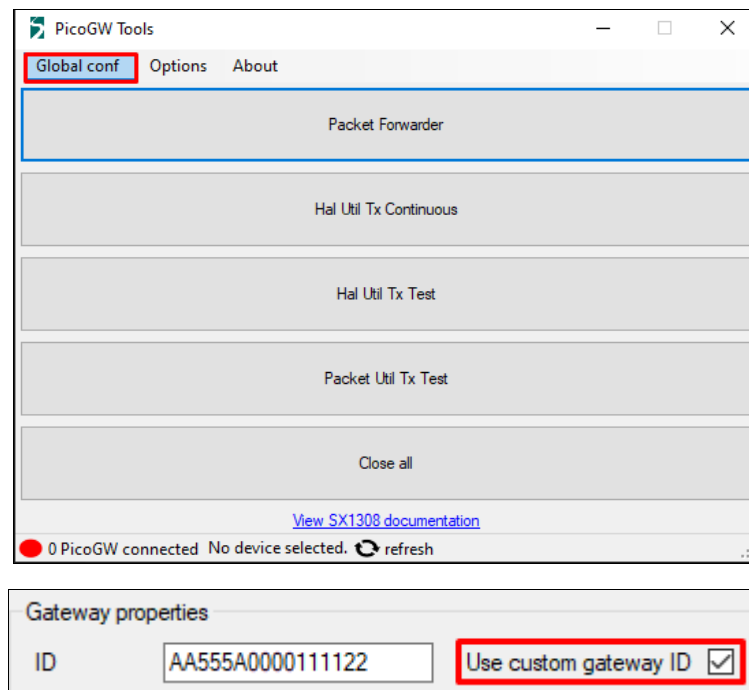 PicoGW Tools
Global conf Options About
Packet Forwarder
Hal Util Tx Continuous
Hal Util Tx Test
Packet Util Tx Test
Close all
View SX1308 documentation
0 PicoGW connected No device selected. refresh
Gateway properties
ID AA555A0000111122 Use custom gateway ID